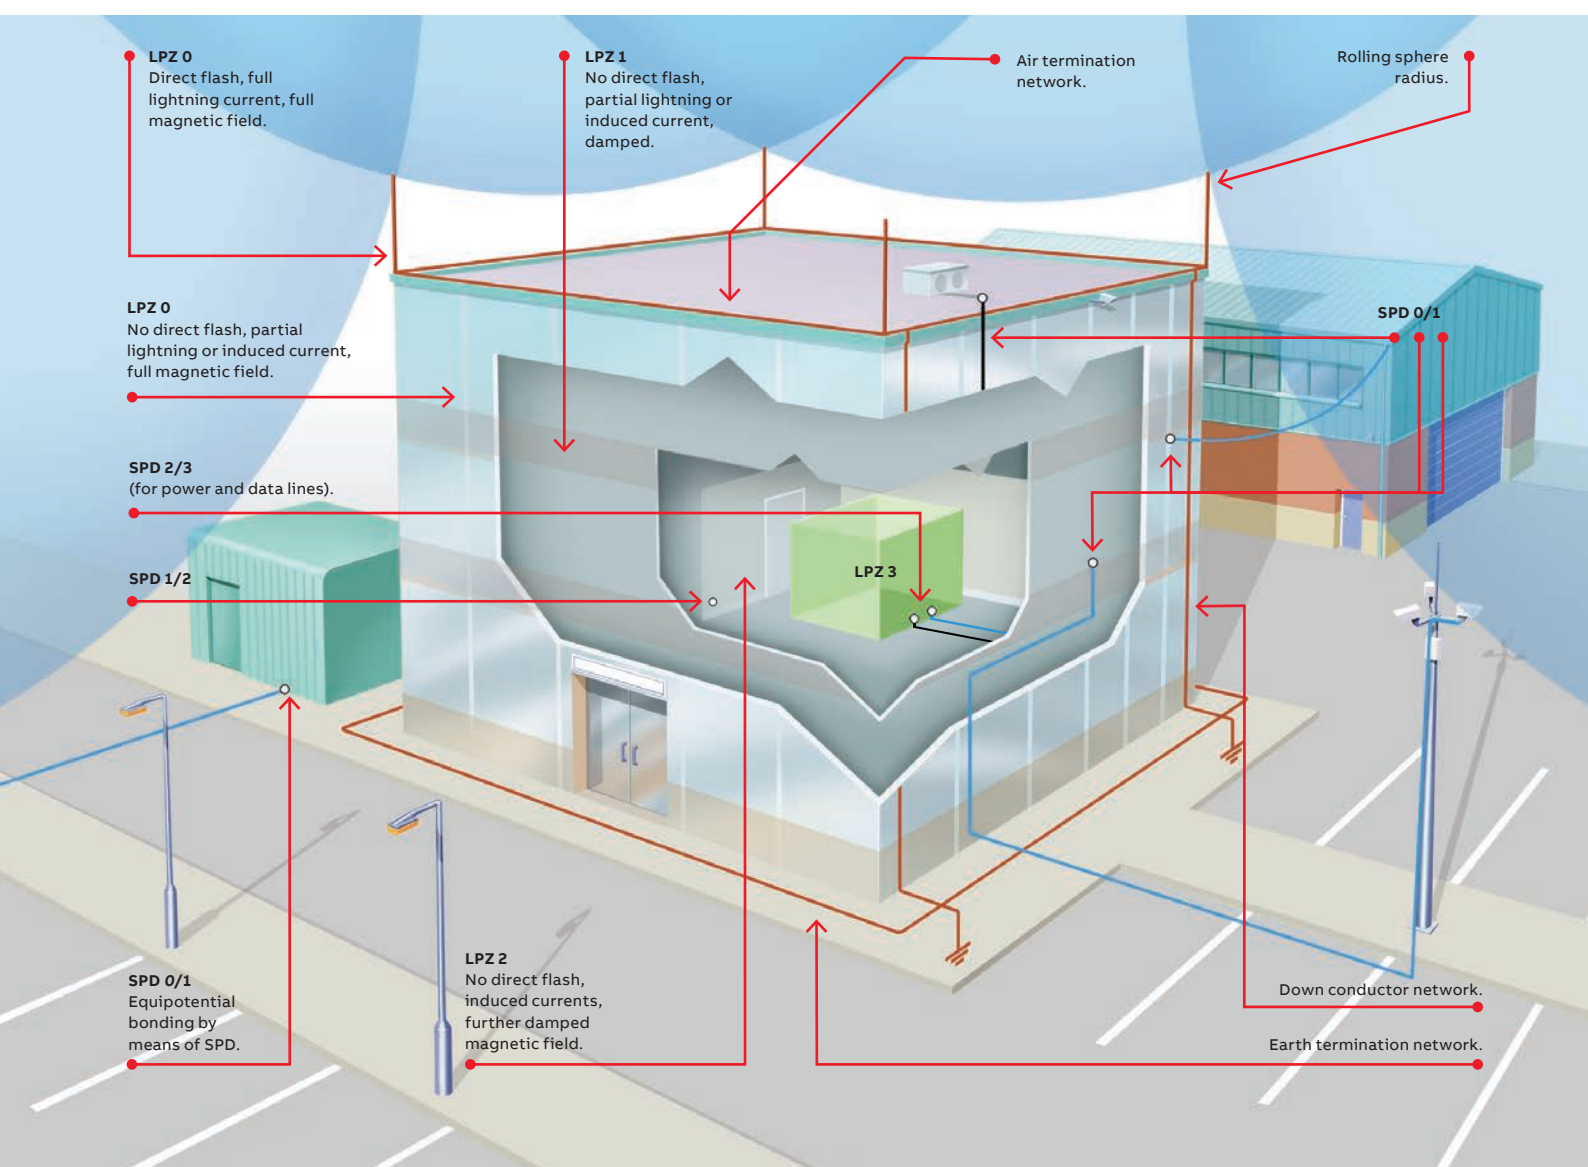 LPZ 0
Direct flash, full
lightning current, full
magnetic field.
LPZ 1
No direct flash,
partial lightning or
induced current,
damped.
Air termination
network.
Rolling sphere
radius.
LPZ 0
No direct flash, partial
lightning or induced current,
full magnetic field.
SPD 0/1
SPD 2/3
(for power and data lines).
SPD 1/2
LPZ 3
SPD 0/1
Equipotential
bonding by
means of SPD.
LPZ 2
No direct flash,
induced currents,
further damped
magnetic field.
Down conductor network.
Earth termination network.